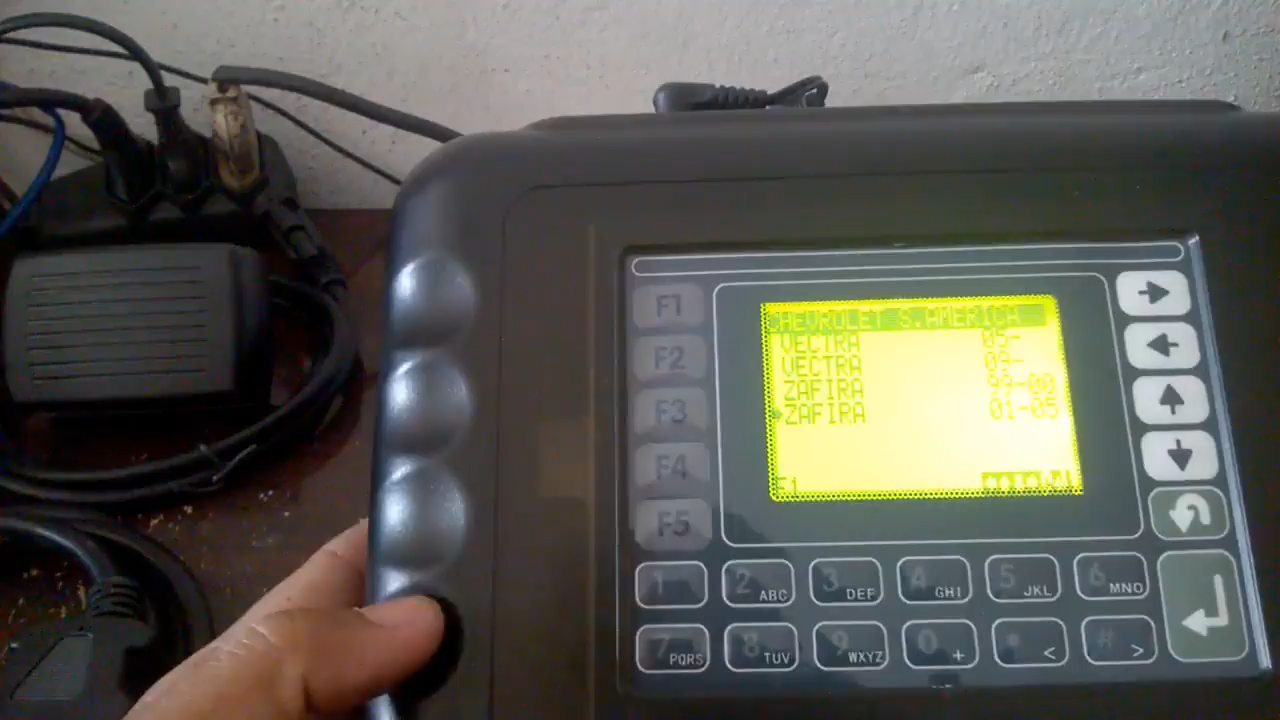 CHEVROLET S.AMERICA
VECTRA 05-
VECTRA 09-
ZAFIRA 99-00
ZAFIRA 01-05
F1
F1
F2
F3
F4
F5
1
2 ABC
3 DEF
4 GHI
5 JKL
6 MNO
7 PQRS
8 TUV
9 WXYZ
0 +
* <
# >